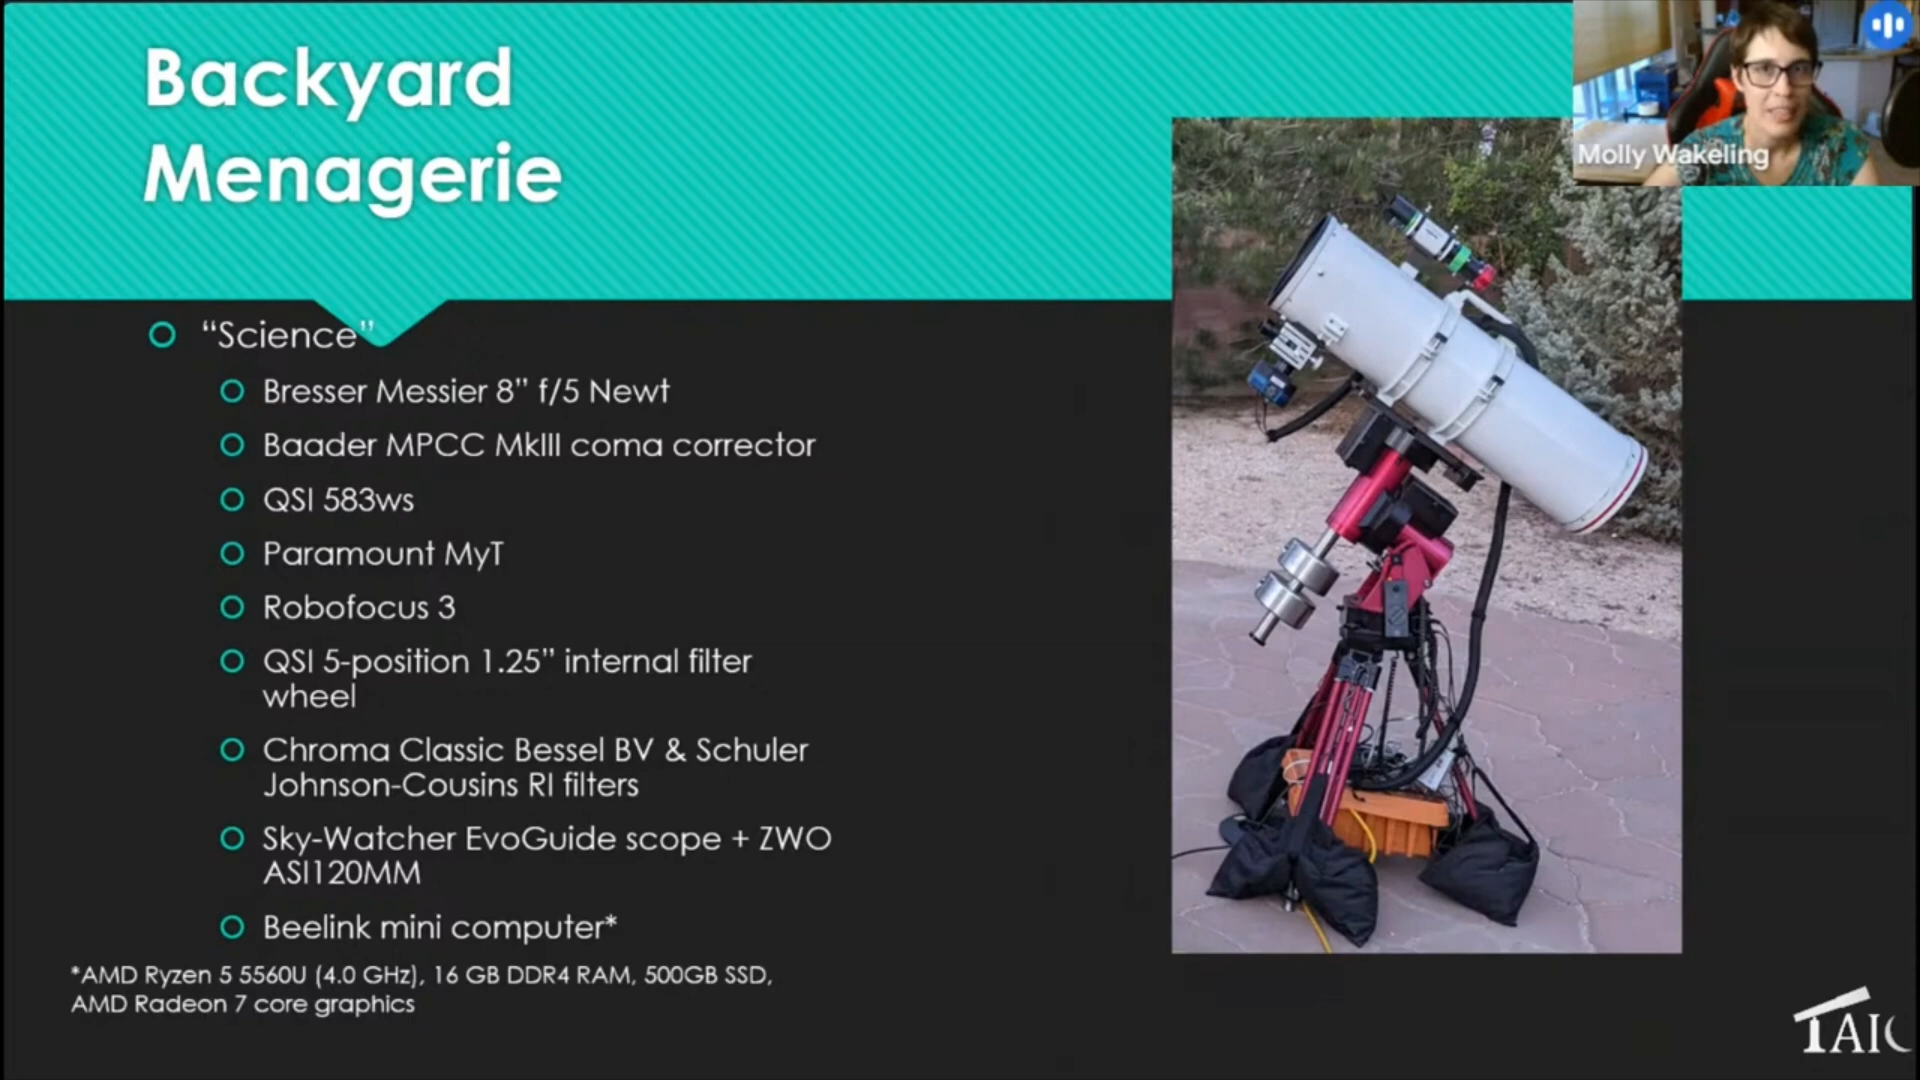 Backyard
Menagerie
Molly Wakeling
“Science”
Bresser Messier 8” f/5 Newt
Baader MPCC MkIII coma corrector
QSI 583ws
Paramount MyT
Robofocus 3
QSI 5-position 1.25” internal filter
wheel
Chroma Classic Bessel BV & Schuler
Johnson-Cousins RI filters
Sky-Watcher EvoGuide scope + ZWO
ASI120MM
Beelink mini computer*
*AMD Ryzen 5 5560U (4.0 GHz), 16 GB DDR4 RAM, 500GB SSD,
AMD Radeon 7 core graphics
TAIC